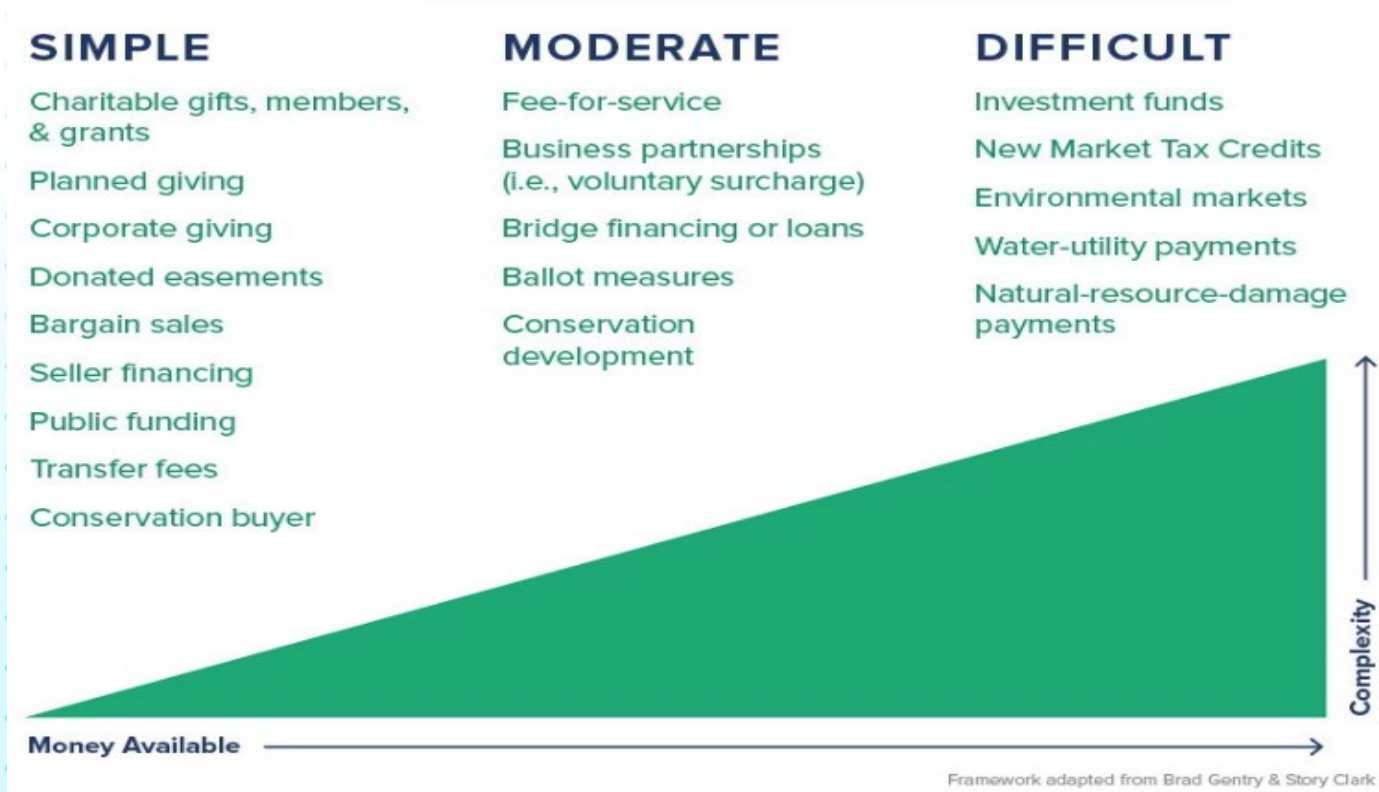 SIMPLE
Charitable gifts, members,
& grants
Planned giving
Corporate giving
Donated easements
Bargain sales
Seller financing
Public funding
Transfer fees
Conservation buyer
MODERATE
Fee-for-service
Business partnerships
(i.e., voluntary surcharge)
Bridge financing or loans
Ballot measures
Conservation
development
DIFFICULT
Investment funds
New Market Tax Credits
Environmental markets
Water-utility payments
Natural-resource-damage
payments
Complexity
Money Available
Framework adapted from Brad Gentry & Story Clark